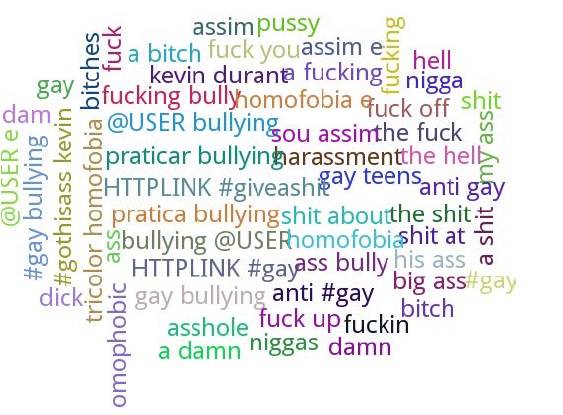 assim pussy
fuck
a bitch
fuck you
assim e
fucking
hell
bitches
kevin durant
a fucking
nigga
gay
fucking bully
homofobia e
fuck off
shit
dam
@USER bullying
sou assim
the fuck
my ass
@USER e
#gay bullying
#gothisass kevin
tricolor homofobia
praticar bullying
harassment
the hell
HTTPLINK #giveashit
gay teens
anti gay
pratica bullying
shit about
the shit
a shit
ass
bullying @USER
homofobia
shit at
HTTPLINK #gay
ass bully
his ass
big ass
#gay
dick
omophobic
gay bullying
anti #gay
bitch
asshole
fuck up
fuckin
a damn
niggas
damn